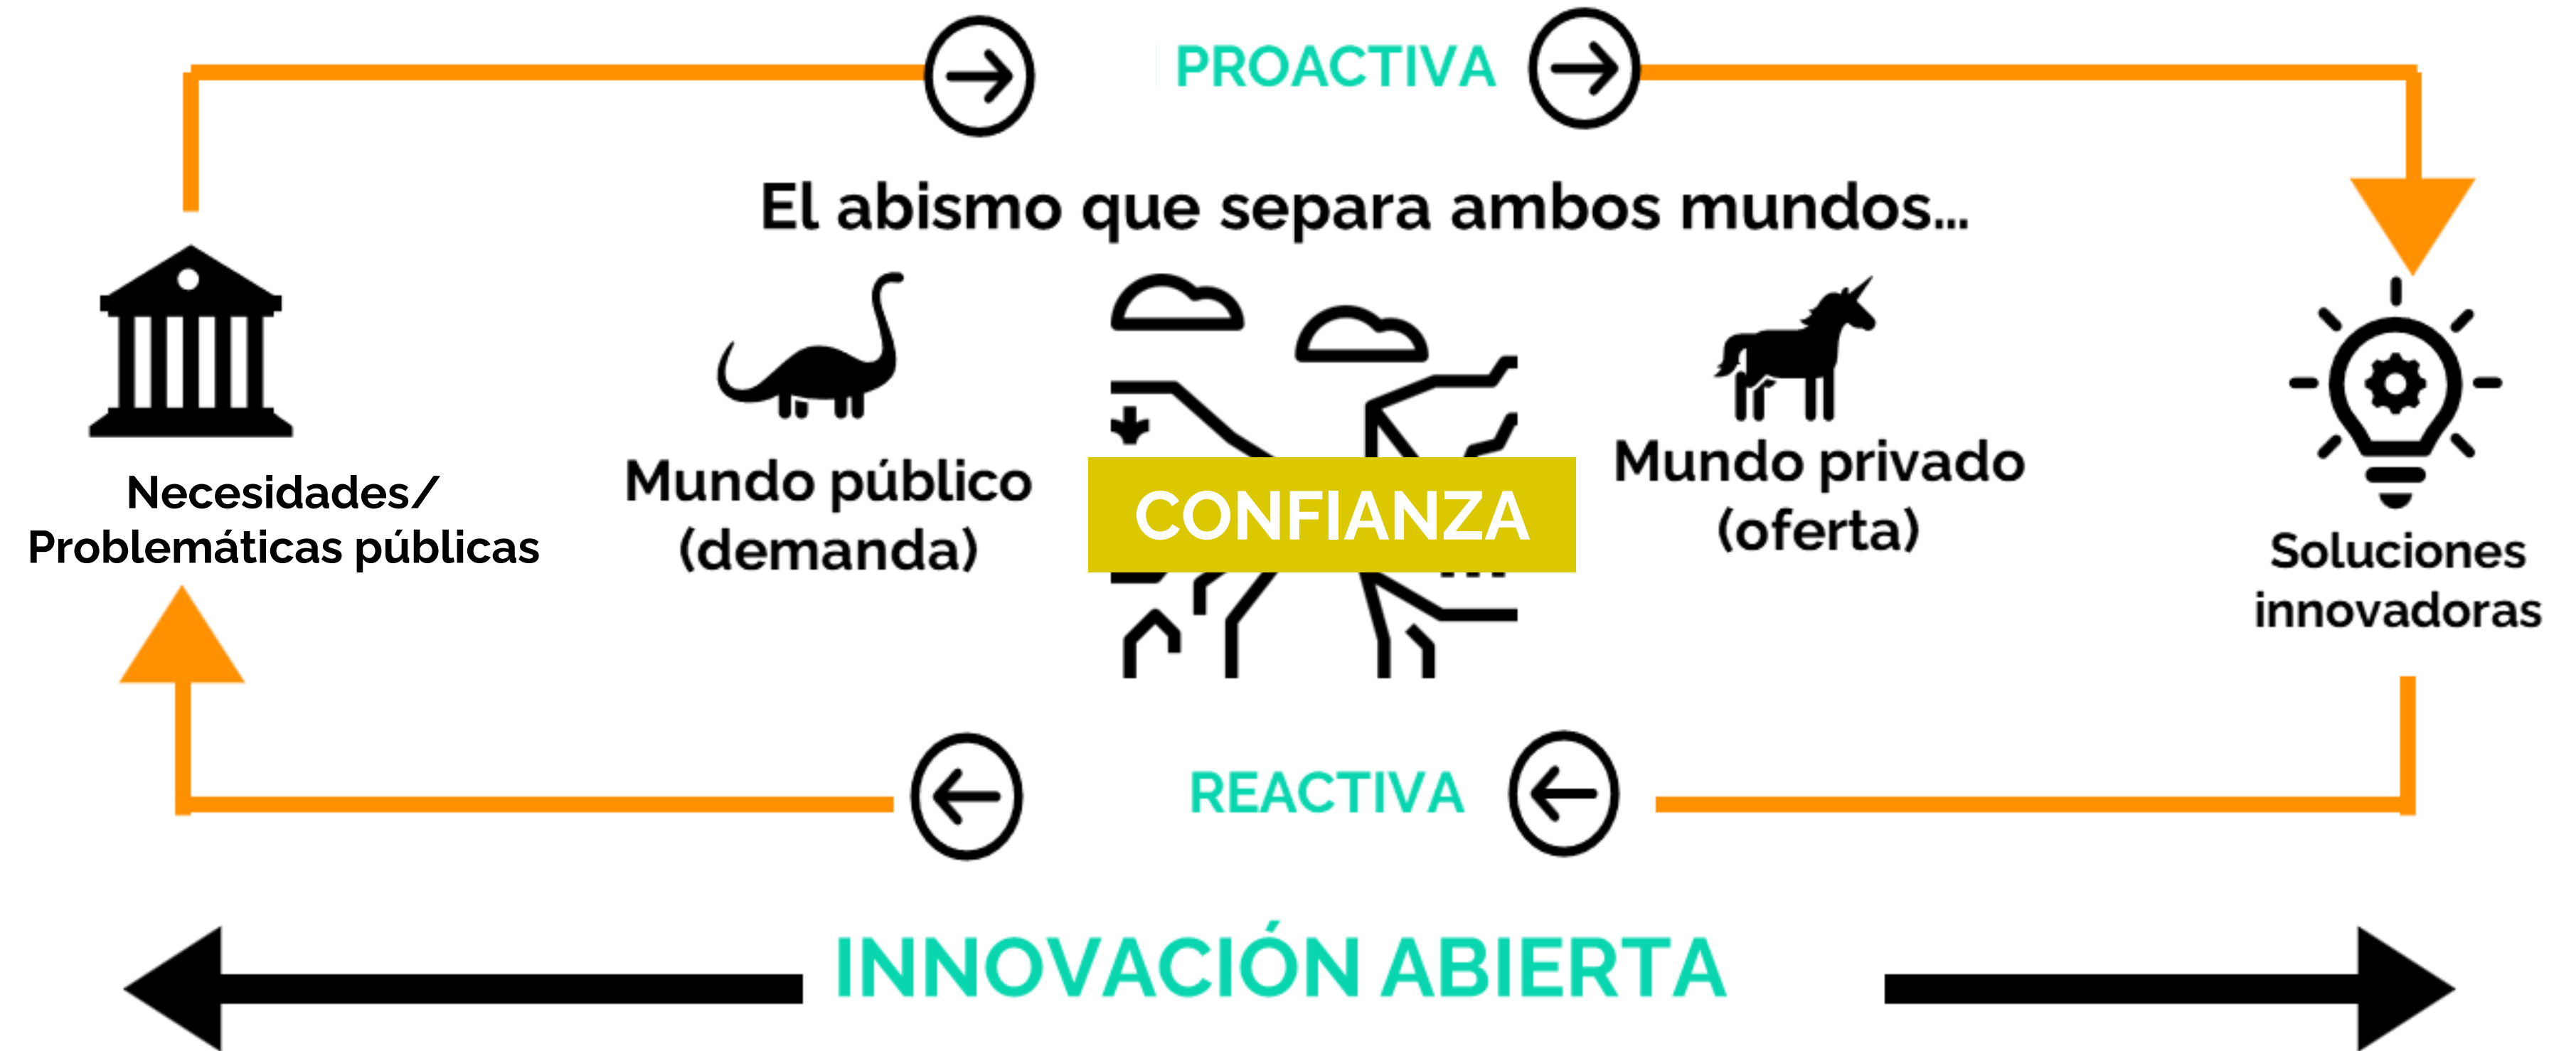 PROACTIVA
El abismo que separa ambos mundos...
Necesidades/
Problemáticas públicas
Mundo público
(demanda)
CONFIANZA
Mundo privado
(oferta)
Soluciones
innovadoras
REACTIVA
INNOVACIÓN ABIERTA